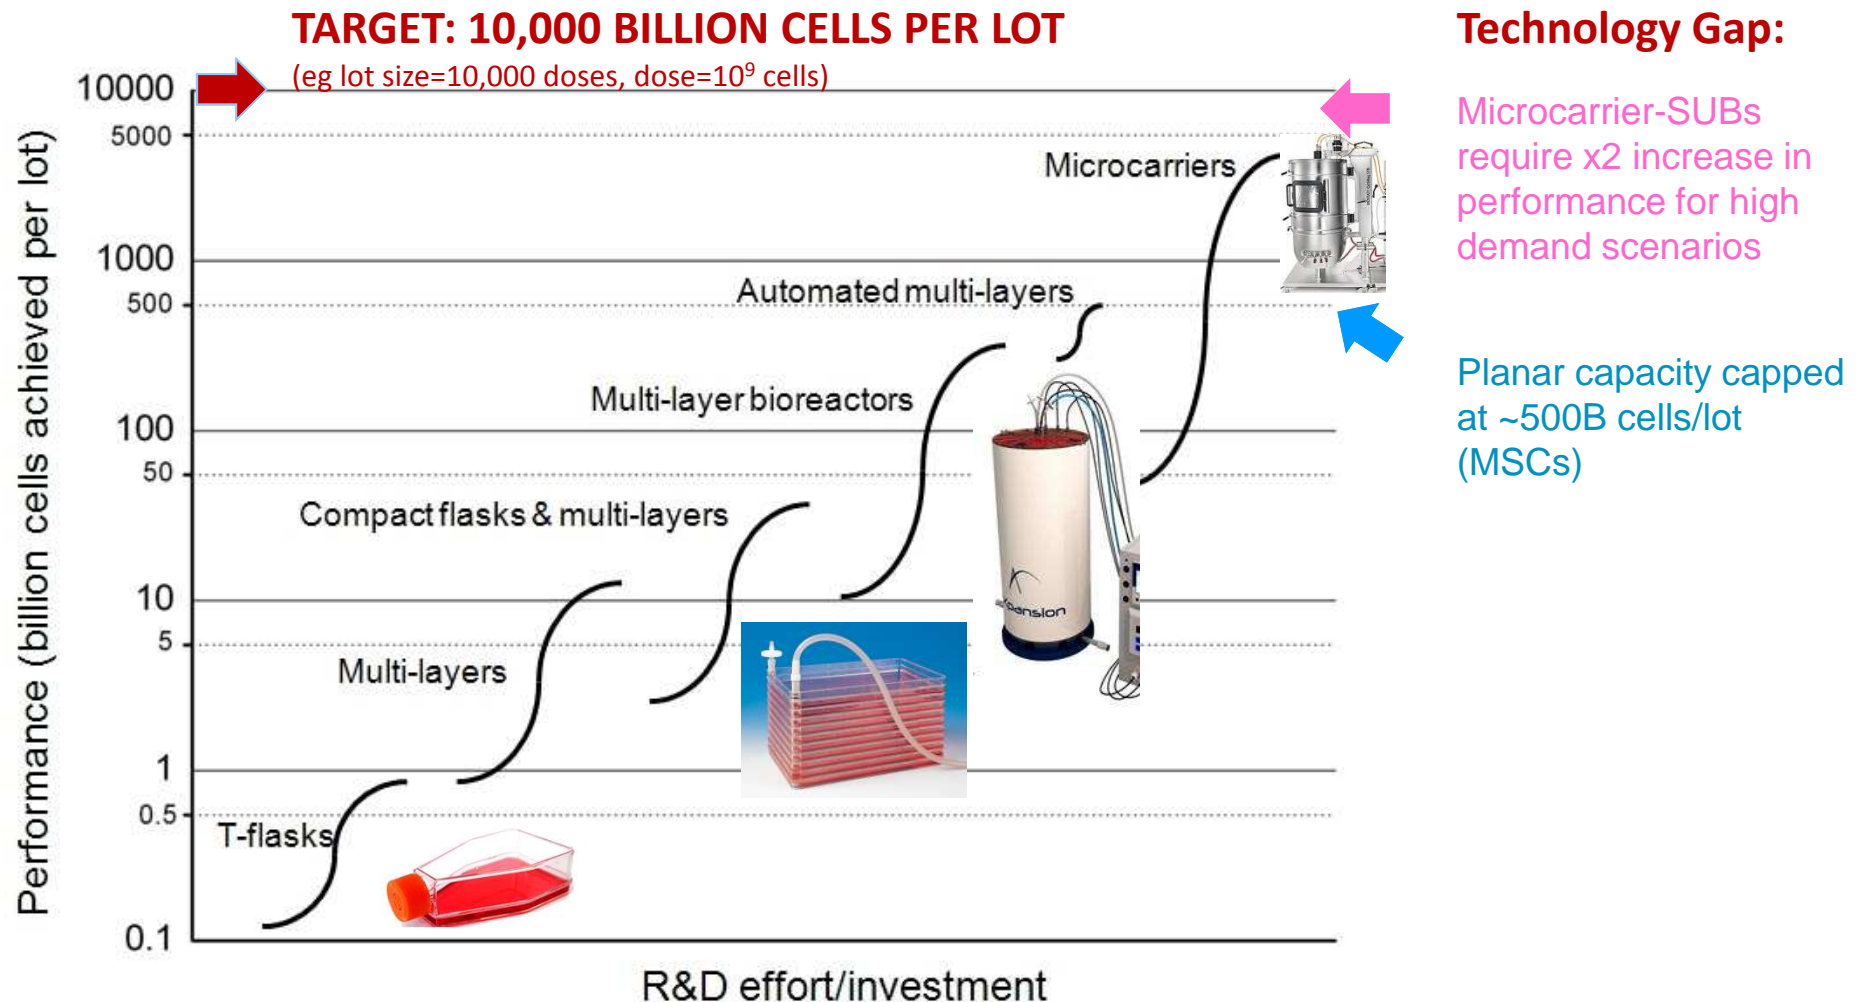 TARGET: 10,000 BILLION CELLS PER LOT
(eg lot size=10,000 doses, dose=10⁹ cells)
Technology Gap:
Microcarrier-SUBs
require x2 increase in
performance for high
demand scenarios
Planar capacity capped
at ~500B cells/lot
(MSCs)
Performance (billion cells achieved per lot)
10000
5000
1000
500
100
50
10
5
1
0.5
0.1
Microcarriers
Automated multi-layers
Multi-layer bioreactors
Compact flasks & multi-layers
Multi-layers
T-flasks
pansion
R&D effort/investment